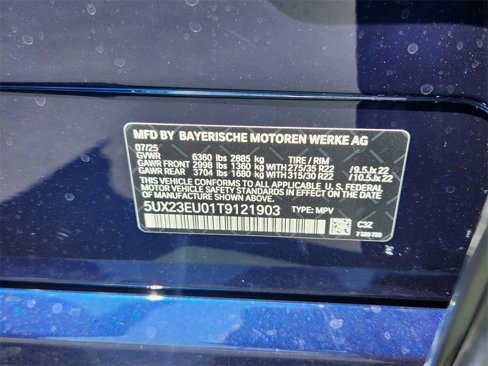 MFD BY BAYERISCHE MOTOREN WERKE AG
07/25
GVWR 6360 lbs 2885 kg TIRE / RIM
GAWR FRONT 2998 lbs 1360 kg WITH 275/35 R22 /9.5Jx22
GAWR REAR 3704 lbs 1680 kg WITH 315/30 R22 /10.5Jx22
THIS VEHICLE CONFORMS TO ALL APPLICABLE U. S. FEDERAL
MOTOR VEHICLE SAFETY STANDARDS IN EFFECT ON THE
DATE OF MANUFACTURE SHOWN ABOVE.
5UX23EU01T9121903 TYPE: MPV
C3Z